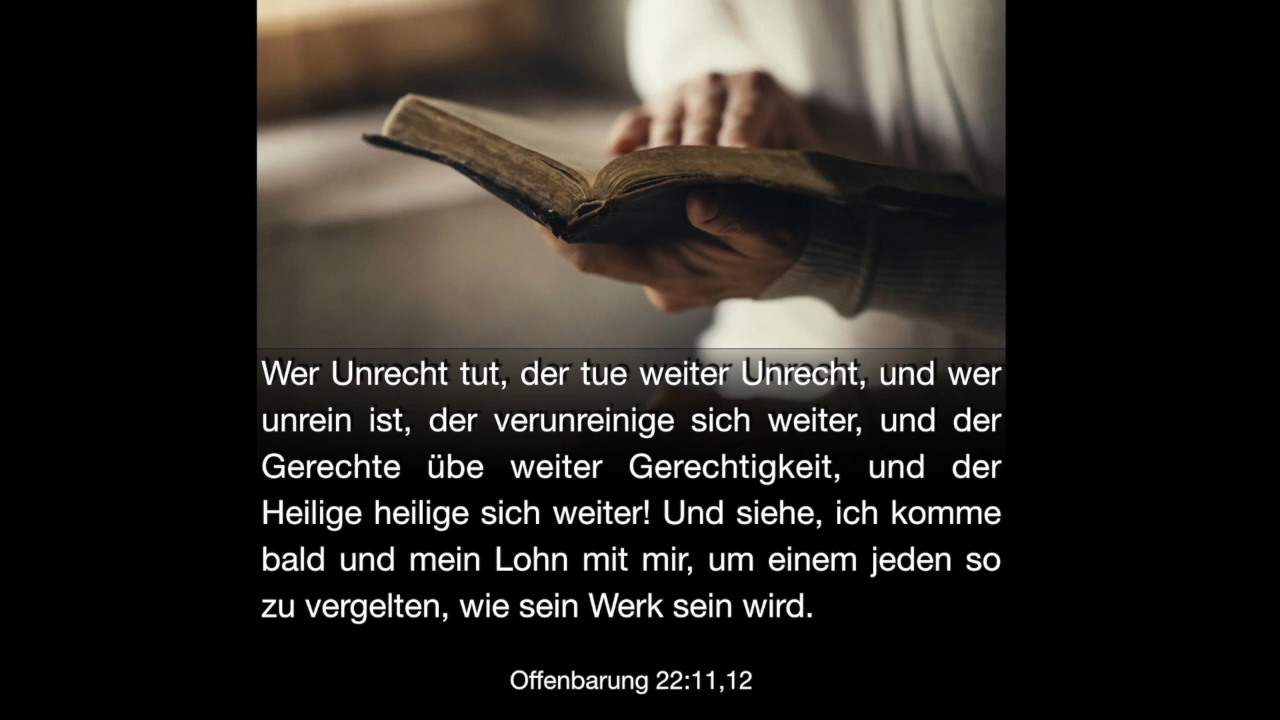 Wer Unrecht tut, der tue weiter Unrecht, und wer
unrein ist, der verunreinige sich weiter, und der
Gerechte übe weiter Gerechtigkeit, und der
Heilige heilige sich weiter! Und siehe, ich komme
bald und mein Lohn mit mir, um einem jeden so
zu vergelten, wie sein Werk sein wird.
Offenbarung 22:11,12